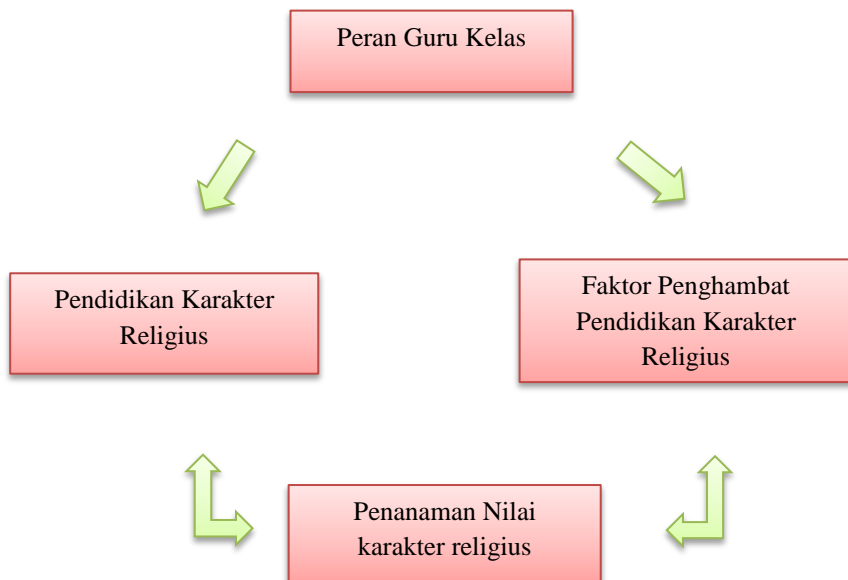 Peran Guru Kelas
Pendidikan Karakter
Religius
Faktor Penghambat
Pendidikan Karakter
Religius
Penanaman Nilai
karakter religius